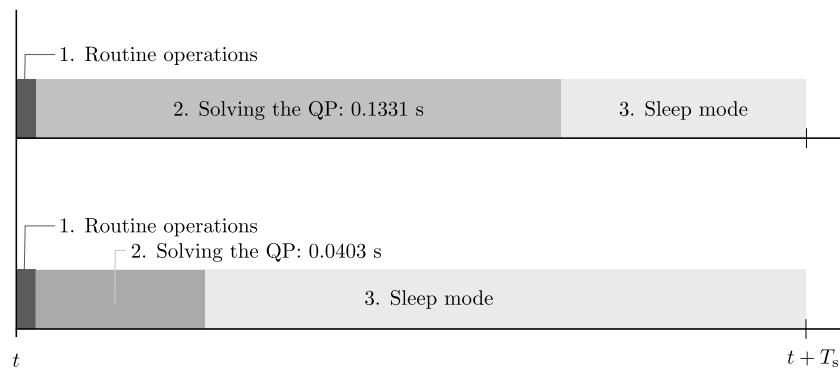 1. Routine operations
2. Solving the QP: 0.1331 s
3. Sleep mode
1. Routine operations
2. Solving the QP: 0.0403 s
3. Sleep mode
t
t + Ts